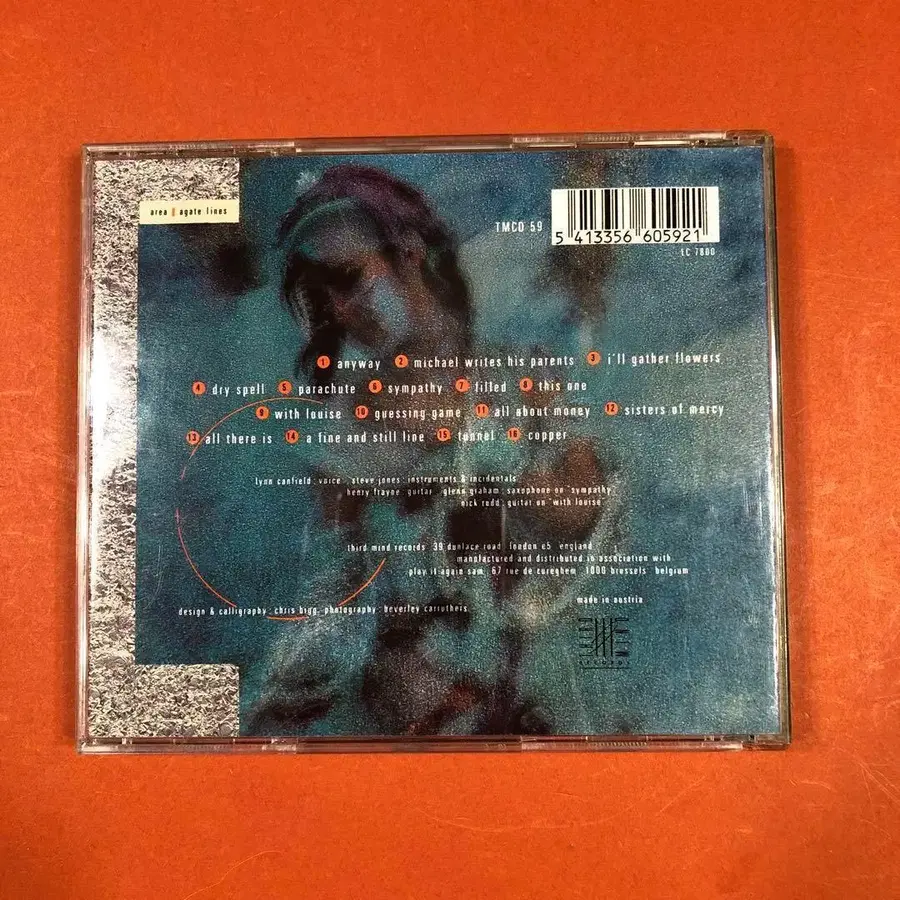 area agate lines
TMCD 59
5 413356 605921
LC 7800
1 anyway 2 michael writes his parents 3 i'll gather flowers
4 dry spell 5 parachute 6 sympathy 7 filled 8 this one
9 with louise 10 guessing game 11 all about money 12 sisters of mercy
13 all there is 14 a fine and still line 15 tunnel 16 copper
lynn canfield: voice steve jones: instruments & incidentals
henry frayne: guitar glenn graham: saxophone on "sympathy"
nick rudd: guitar on "with louise"
third mind records 39 dunlace road london e5 england
manufactured and distributed in association with
play it again sam 67 rue de cureghem 1000 brussels belgium
made in austria
design & calligraphy: chris bigg, photography: beverley carruthers
RECORDS